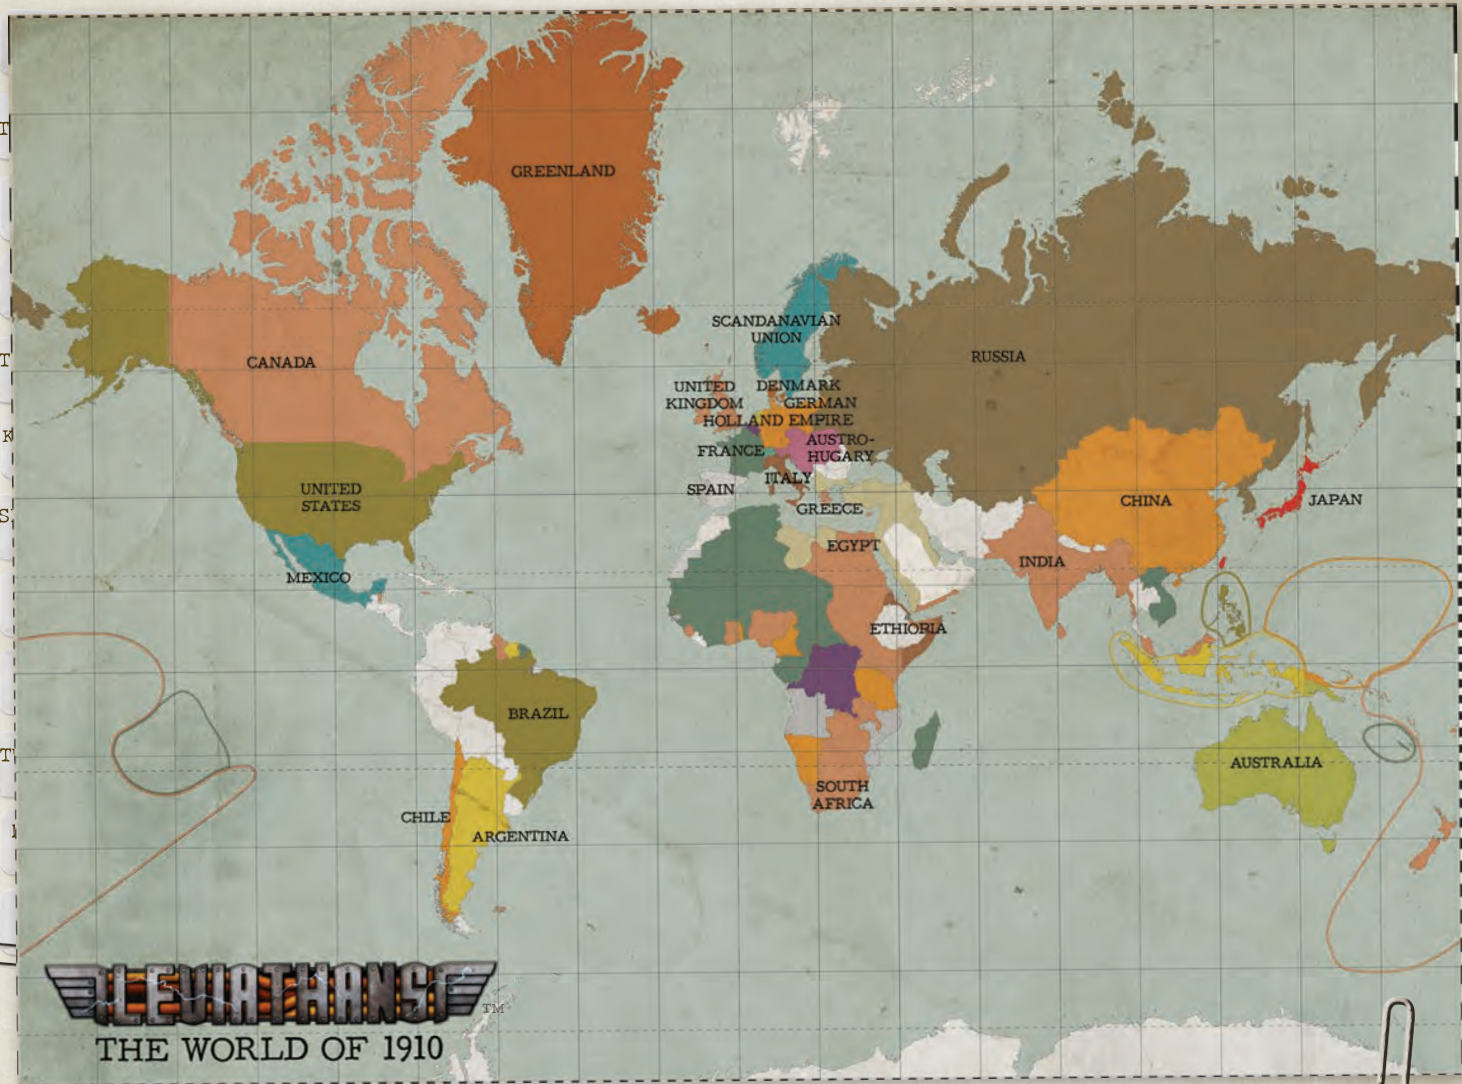 GREENLAND
SCANDANAVIAN
UNION
CANADA
RUSSIA
UNITED
KINGDOM
DENMARK
GERMAN
HOLLAND EMPIRE
AUSTRO-
HUGARY
FRANCE
ITALY
SPAIN
UNITED
STATES
GREECE
CHINA
JAPAN
EGYPT
INDIA
MEXICO
ETHIORIA
BRAZIL
AUSTRALIA
SOUTH
AFRICA
CHILE
ARGENTINA
LEVIATHANS
TM
THE WORLD OF 1910
T
T
K
S
T